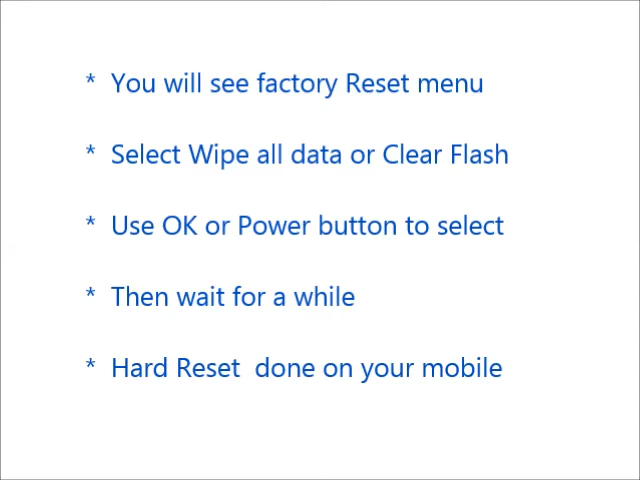 * You will see factory Reset menu
* Select Wipe all data or Clear Flash
* Use OK or Power button to select
* Then wait for a while
* Hard Reset  done on your mobile